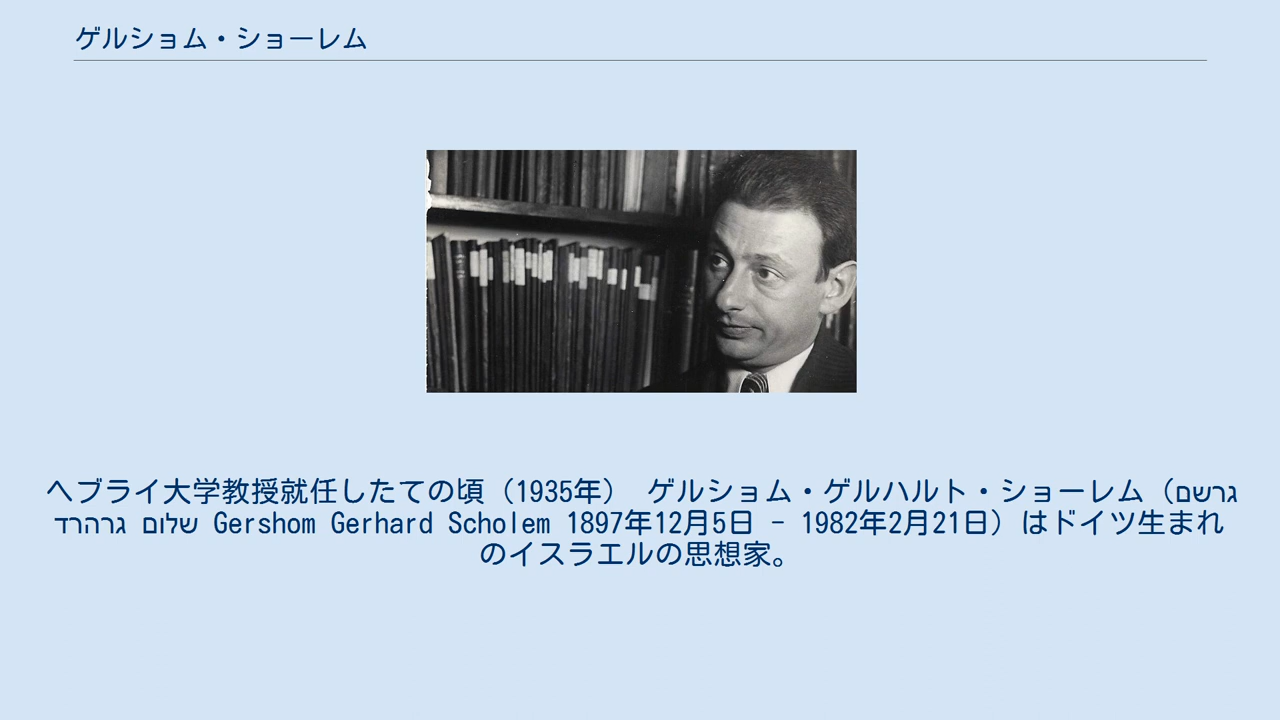 ゲルショム・ショーレム
ヘブライ大学教授就任したての頃（1935年） ゲルショム・ゲルハルト・ショーレム（גרשם
גרהרד שלום Gershom Gerhard Scholem 1897年12月5日 - 1982年2月21日）はドイツ生まれ
のイスラエルの思想家。